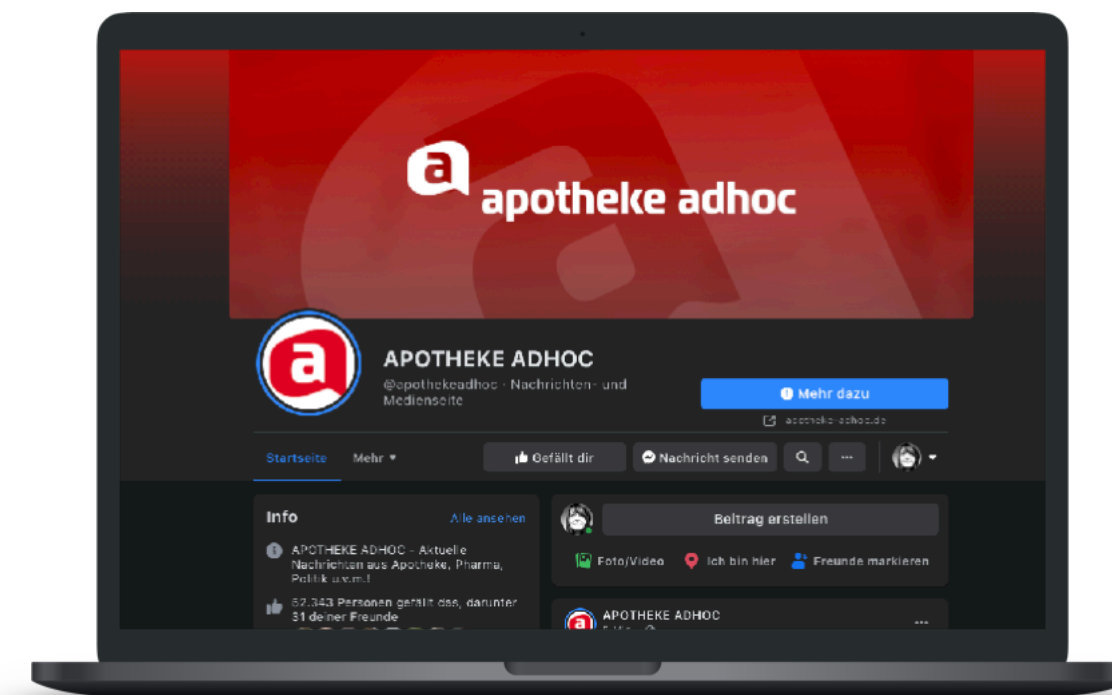 a
apotheke adhoc
a
APOTHEKE ADHOC
@apothekeadhoc · Nachrichten- und
Medienseite
Mehr dazu
apotheke-adhoc.de
Startseite
Mehr
Gefällt dir
Nachricht senden
Info
Alle ansehen
APOTHEKE ADHOC - Aktuelle
Nachrichten aus Apotheke, Pharma,
Politik u.v.m.!
52.343 Personen gefällt das, darunter
31 deiner Freunde
Beitrag erstellen
Foto/Video
Ich bin hier
Freunde markieren
a
APOTHEKE ADHOC